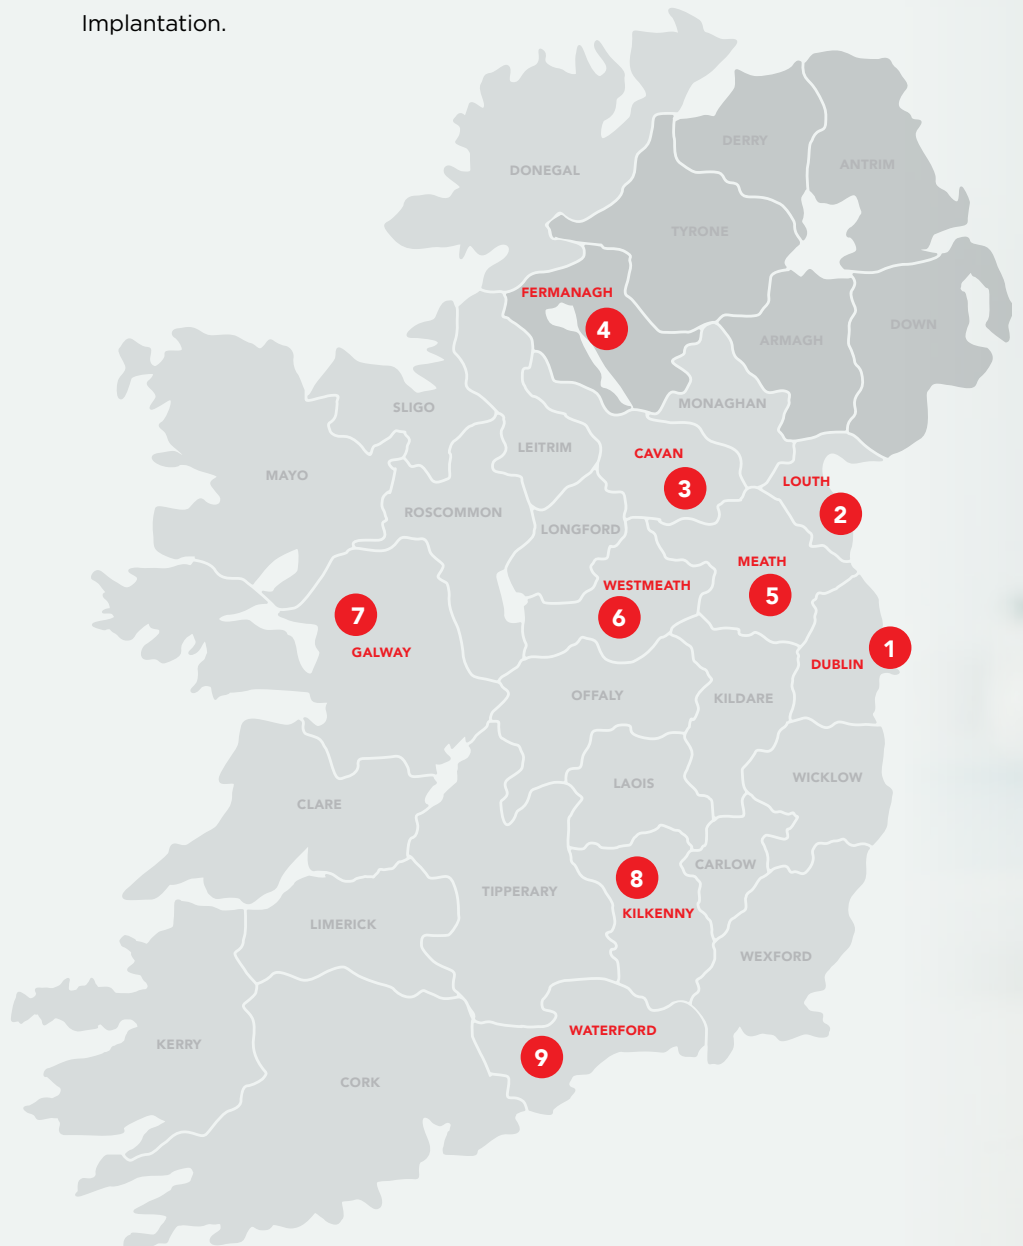 Implantation.
DERRY
ANTRIM
DONEGAL
TYRONE
FERMANAGH
4
DOWN
ARMAGH
MONAGHAN
SLIGO
LEITRIM
CAVAN
3
LOUTH
2
MAYO
ROSCOMMON
LONGFORD
MEATH
5
WESTMEATH
6
7
GALWAY
1
DUBLIN
OFFALY
KILDARE
LAOIS
WICKLOW
CLARE
CARLOW
8
KILKENNY
TIPPERARY
LIMERICK
WEXFORD
WATERFORD
9
KERRY
CORK